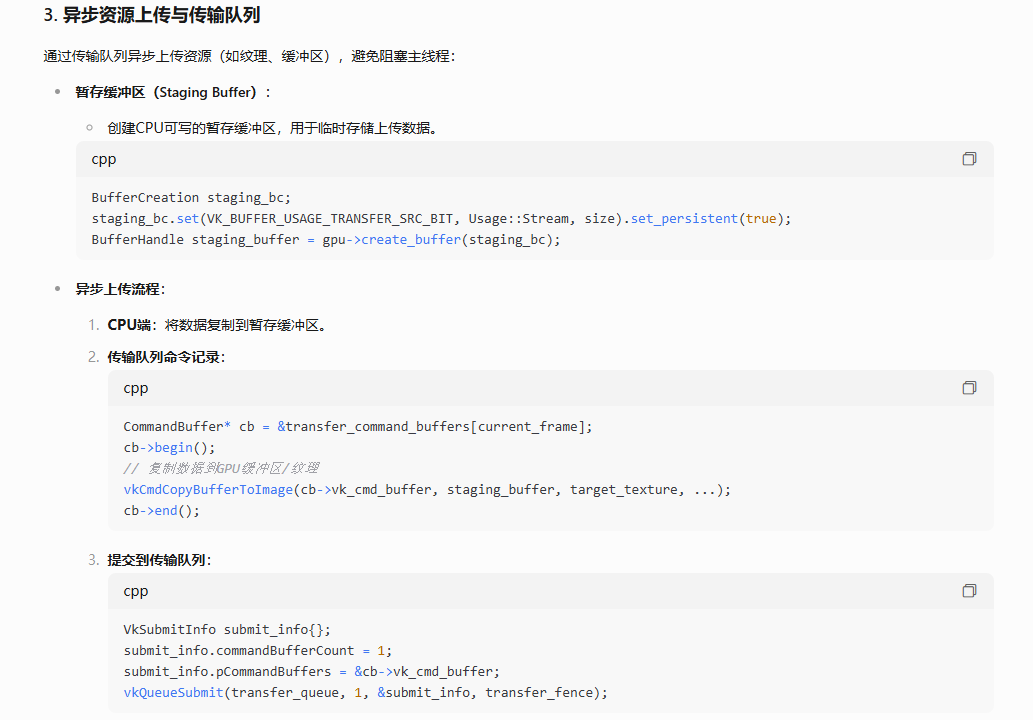 3. 异步资源上传与传输队列
通过传输队列异步上传资源（如纹理、缓冲区），避免阻塞主线程：
• 暂存缓冲区（Staging Buffer）：
○ 创建CPU可写的暂存缓冲区，用于临时存储上传数据。
cpp
BufferCreation staging_bc;
staging_bc.set(VK_BUFFER_USAGE_TRANSFER_SRC_BIT, Usage::Stream, size).set_persistent(true);
BufferHandle staging_buffer = gpu->create_buffer(staging_bc);
• 异步上传流程：
1. CPU端：将数据复制到暂存缓冲区。
2. 传输队列命令记录：
cpp
CommandBuffer* cb = &transfer_command_buffers[current_frame];
cb->begin();
// 复制数据到GPU缓冲区/纹理
vkCmdCopyBufferToImage(cb->vk_cmd_buffer, staging_buffer, target_texture, ...);
cb->end();
3. 提交到传输队列：
cpp
VkSubmitInfo submit_info{};
submit_info.commandBufferCount = 1;
submit_info.pCommandBuffers = &cb->vk_cmd_buffer;
vkQueueSubmit(transfer_queue, 1, &submit_info, transfer_fence);